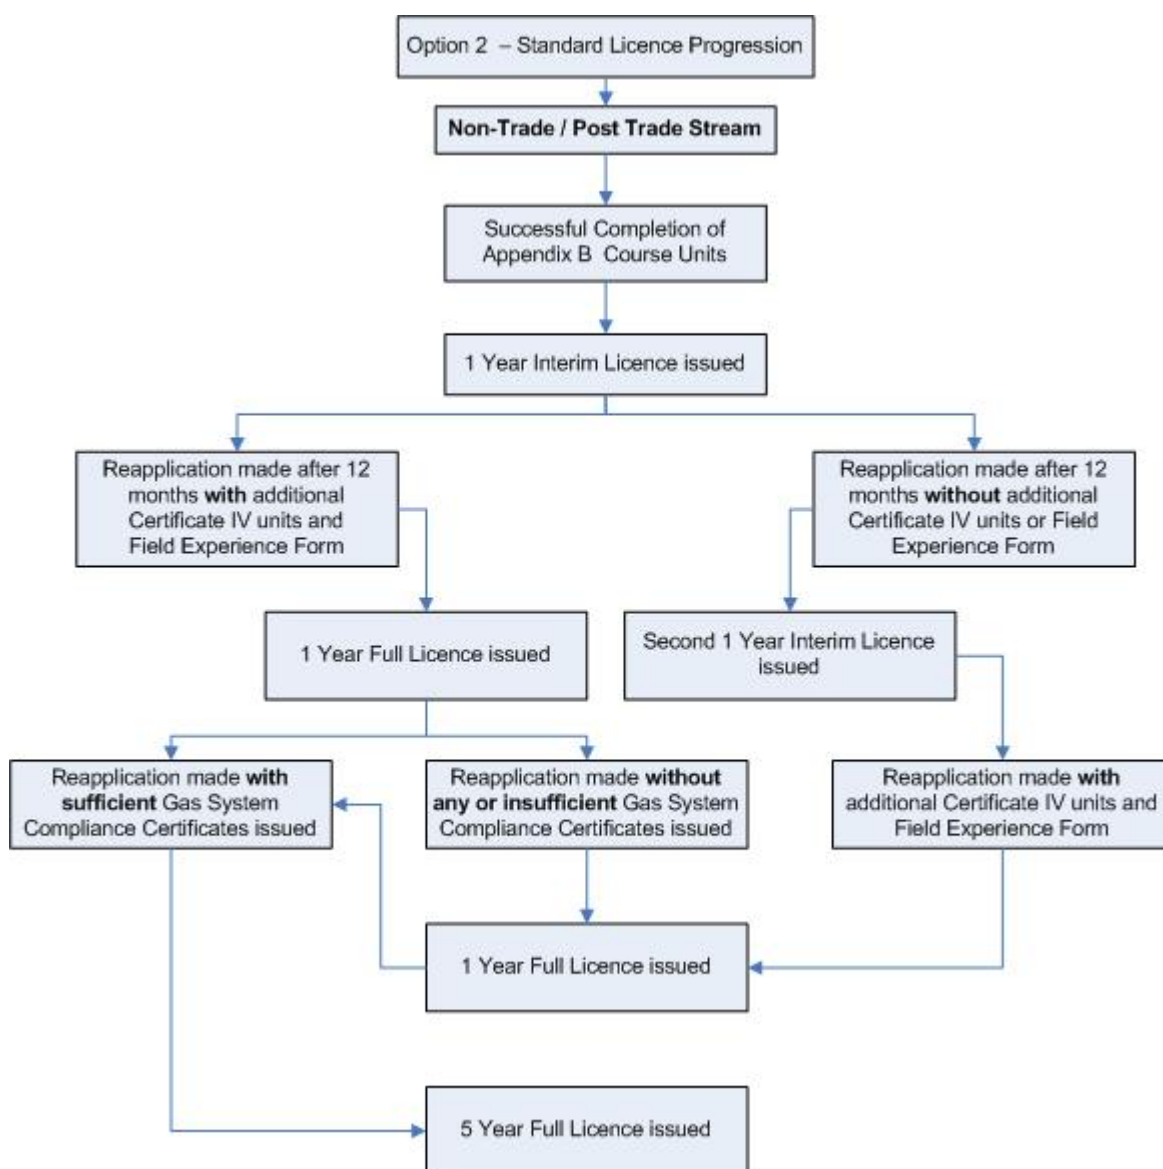 Option 2 – Standard Licence Progression
Non-Trade / Post Trade Stream
Successful Completion of
Appendix B Course Units
1 Year Interim Licence issued
Reapplication made after 12
months with additional
Certificate IV units and
Field Experience Form
Reapplication made after 12
months without additional
Certificate IV units or Field
Experience Form
1 Year Full Licence issued
Second 1 Year Interim Licence
issued
Reapplication made with
sufficient Gas System
Compliance Certificates issued
Reapplication made without
any or insufficient Gas System
Compliance Certificates issued
Reapplication made with
additional Certificate IV units and
Field Experience Form
1 Year Full Licence issued
5 Year Full Licence issued